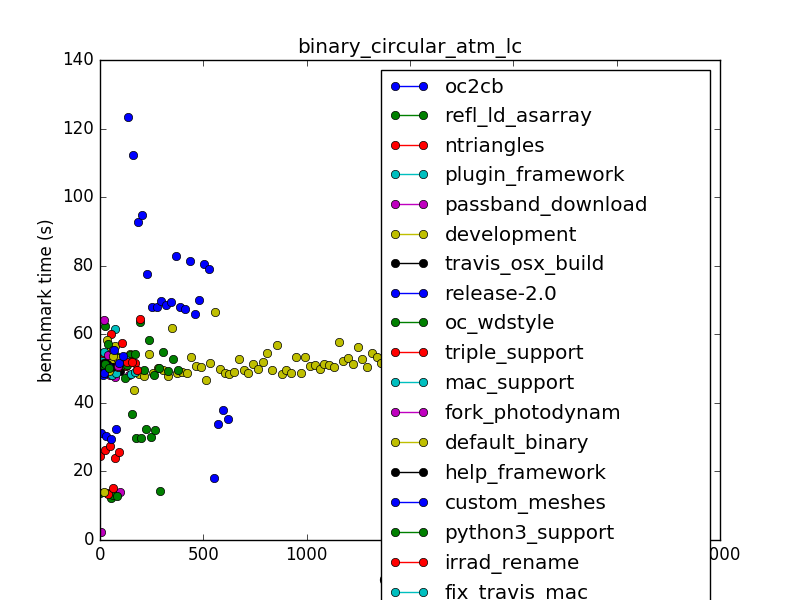 binary_circular_atm_lc
140
120
100
80
60
40
20
0
benchmark time (s)
0
500
1000
000
oc2cb
refl_ld_asarray
ntriangles
plugin_framework
passband_download
development
travis_osx_build
release-2.0
oc_wdstyle
triple_support
mac_support
fork_photodynam
default_binary
help_framework
custom_meshes
python3_support
irrad_rename
fix_travis_mac